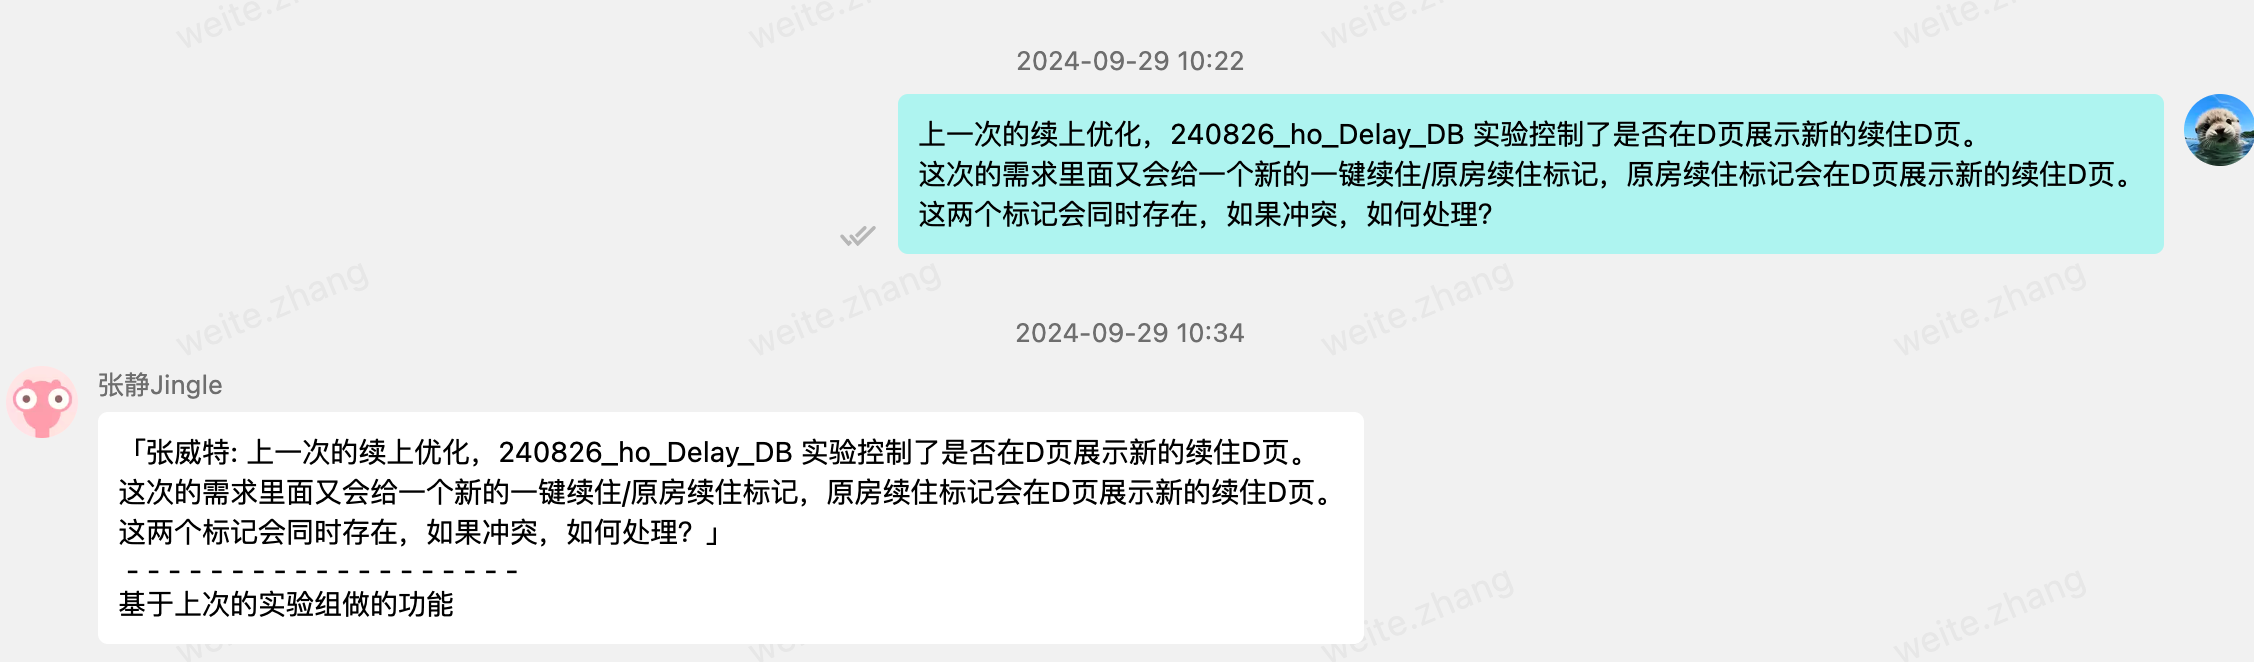 weite.zhang
weite.zhang
weite.zhang
weite.zhang
2024-09-29 10:22
上一次的续上优化，240826_ho_Delay_DB 实验控制了是否在D页展示新的续住D页。
这次的需求里面又会给一个新的一键续住/原房续住标记，原房续住标记会在D页展示新的续住D页。
这两个标记会同时存在，如果冲突，如何处理？
weite.zhang
weite.zhang
weite.zhang
weite.zhang
2024-09-29 10:34
张静Jingle
「张威特: 上一次的续上优化，240826_ho_Delay_DB 实验控制了是否在D页展示新的续住D页。
这次的需求里面又会给一个新的一键续住/原房续住标记，原房续住标记会在D页展示新的续住D页。
这两个标记会同时存在，如果冲突，如何处理？」
- - - - - - - - - - - - - - - - - - -
基于上次的实验组做的功能
weite.zhang
weite.zhang